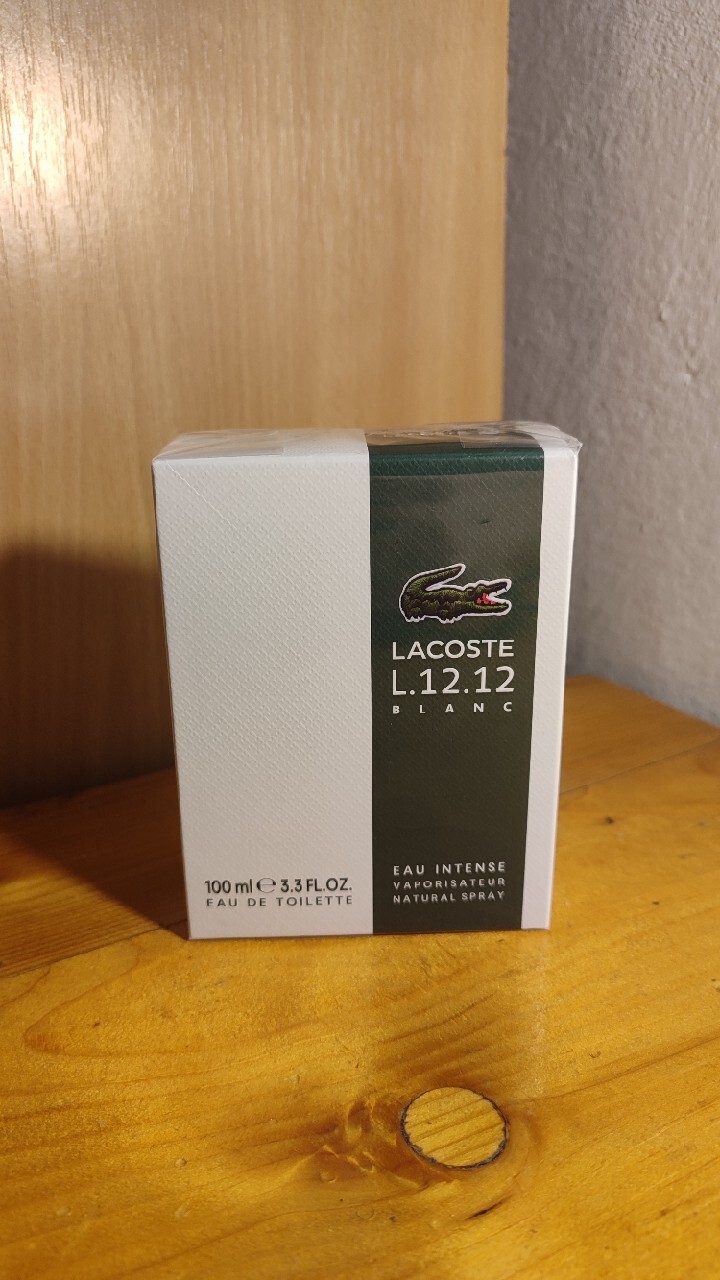 LACOSTE
L.12.12
BLANC
100 ml ℮ 3.3 FL.OZ.
EAU DE TOILETTE
EAU INTENSE
VAPORISATEUR
NATURAL SPRAY